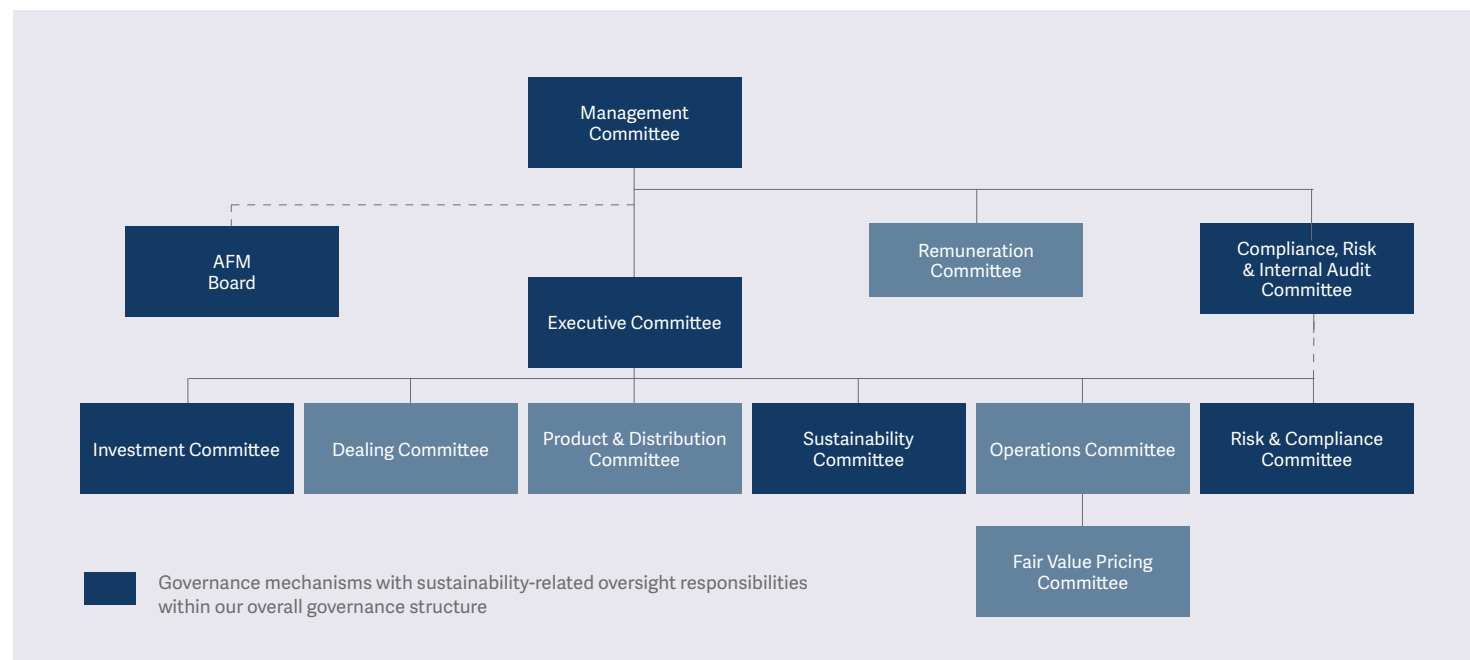 Management
Committee
AFM
Board
Remuneration
Committee
Compliance, Risk
& Internal Audit
Committee
Executive Committee
Investment Committee
Dealing Committee
Product & Distribution
Committee
Sustainability
Committee
Operations Committee
Risk & Compliance
Committee
Fair Value Pricing
Committee
Governance mechanisms with sustainability-related oversight responsibilities
within our overall governance structure